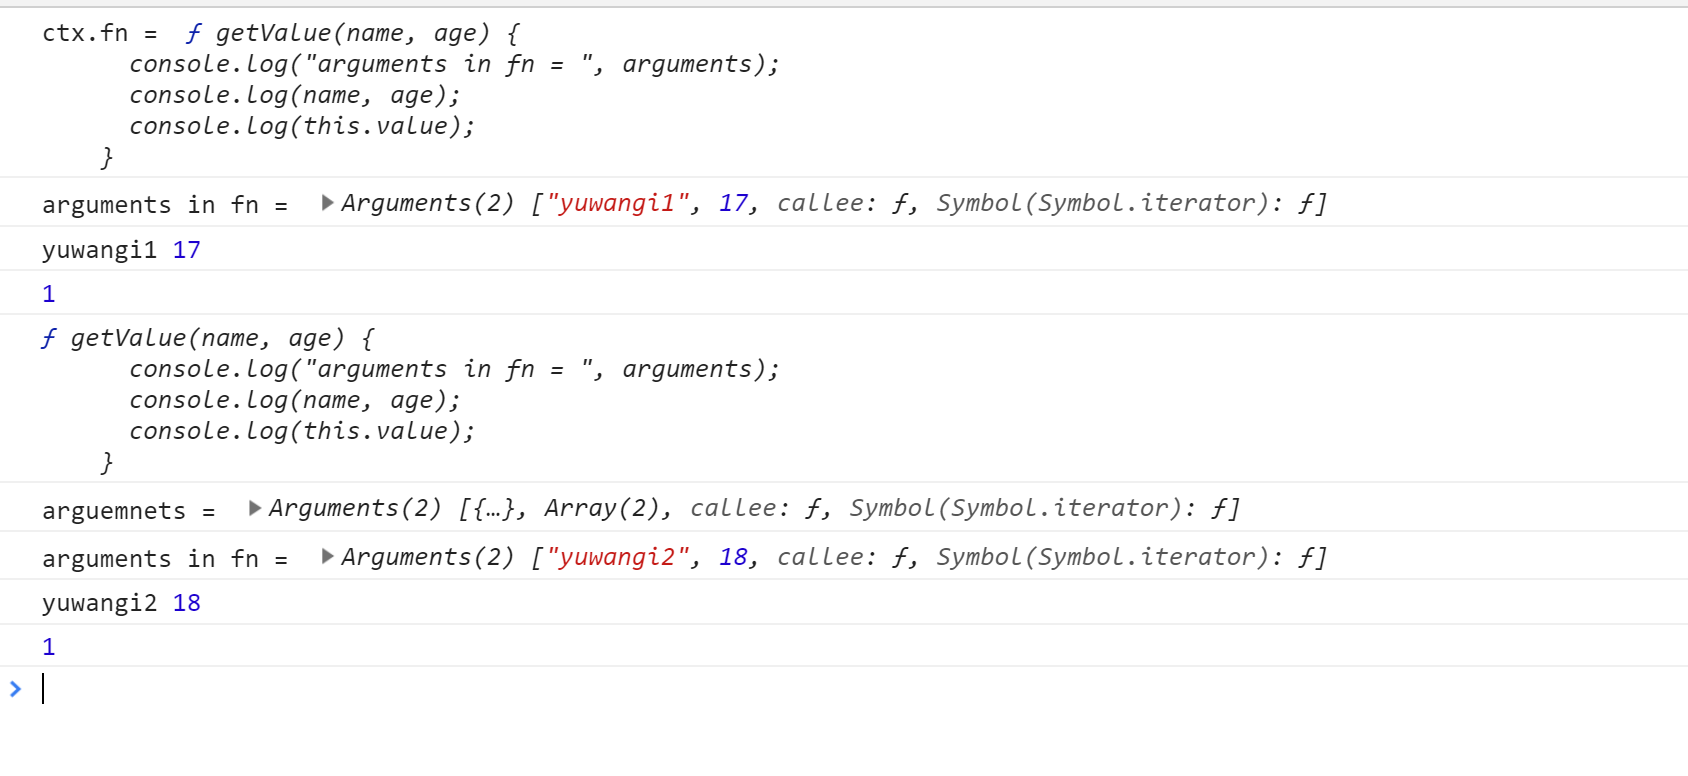 ctx.fn =  ƒ getValue(name, age) {
      console.log("arguments in fn = ", arguments);
      console.log(name, age);
      console.log(this.value);
    }
arguments in fn =  ▶Arguments(2) ["yuwangi1", 17, callee: ƒ, Symbol(Symbol.iterator): ƒ]
yuwangi1 17
1
ƒ getValue(name, age) {
      console.log("arguments in fn = ", arguments);
      console.log(name, age);
      console.log(this.value);
    }
arguemnets =  ▶Arguments(2) [{…}, Array(2), callee: ƒ, Symbol(Symbol.iterator): ƒ]
arguments in fn =  ▶Arguments(2) ["yuwangi2", 18, callee: ƒ, Symbol(Symbol.iterator): ƒ]
yuwangi2 18
1